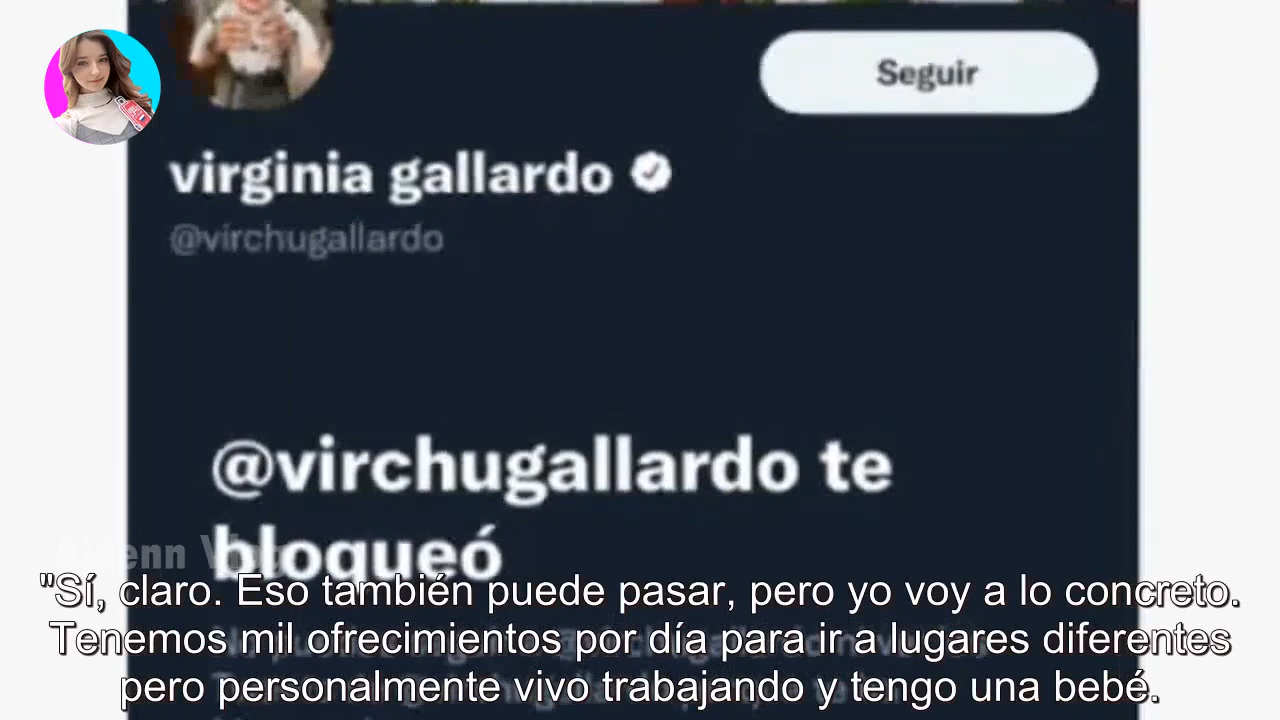 Seguir
virginia gallardo
@virchugallardo
@virchugallardo te
bloqueó
"Sí, claro. Eso también puede pasar, pero yo voy a lo concreto.
Tenemos mil ofrecimientos por día para ir a lugares diferentes
pero personalmente vivo trabajando y tengo una bebé.